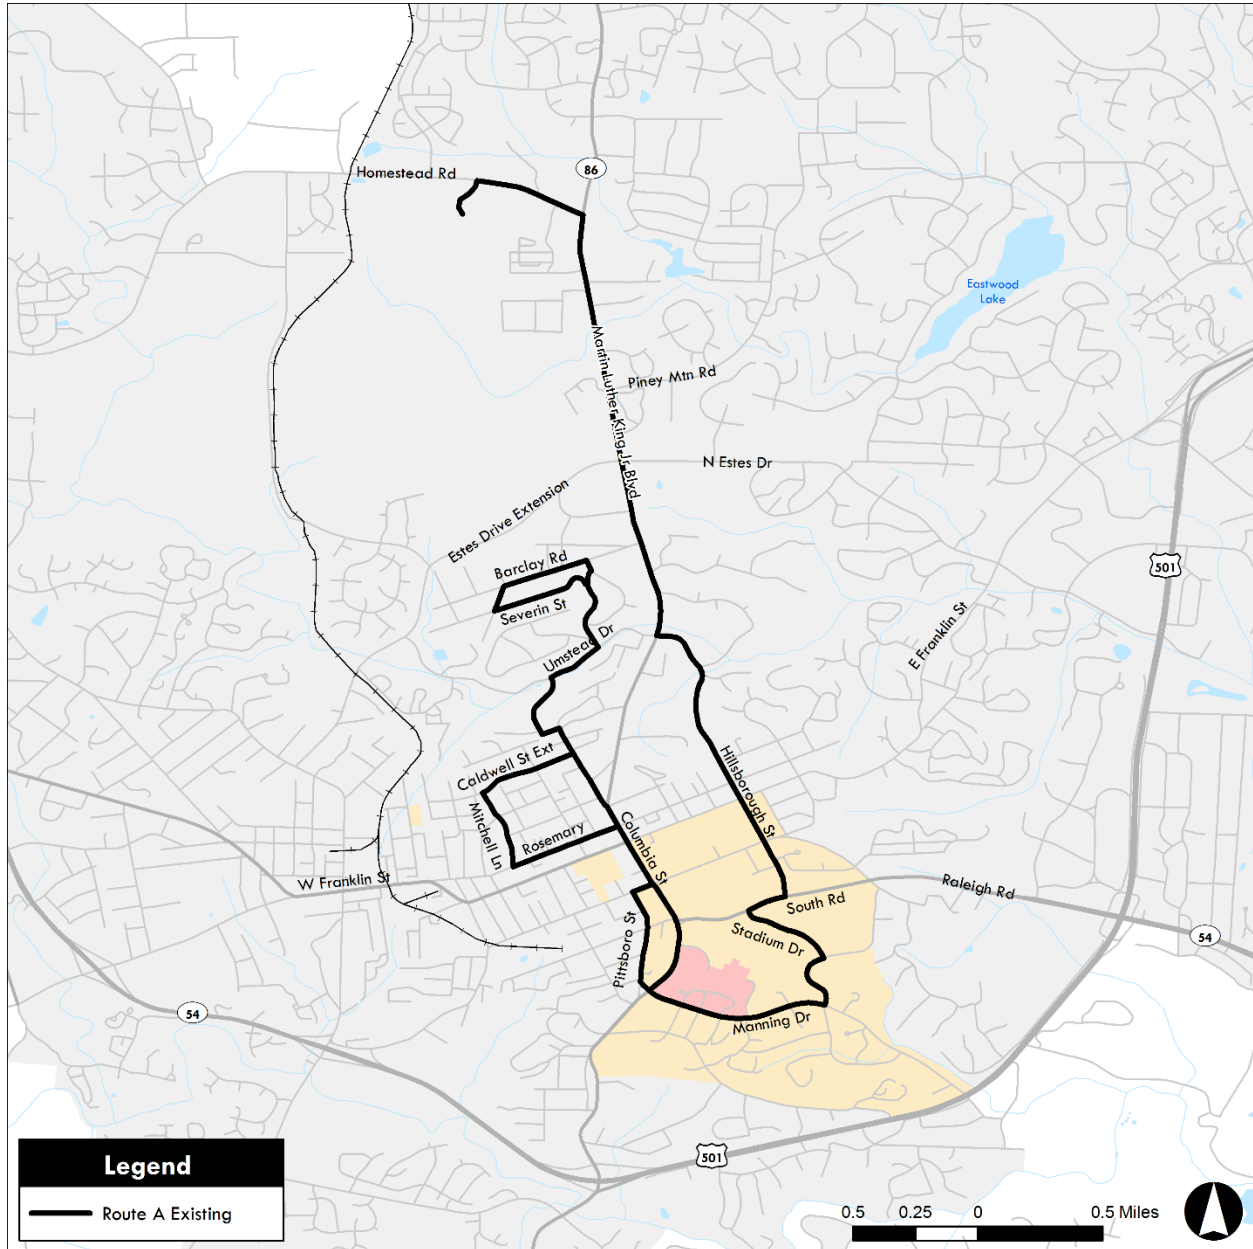 Homestead Rd
86
Eastwood
Lake
Martin Luther King Jr. Blvd
Piney Mtn Rd
N Estes Dr
Estes Drive Extension
501
Barclay Rd
Severin St
E Franklin St
Umstead Dr
Caldwell St Ext
Hillsborough St
Mitchell Ln
Rosemary
Columbia St
W Franklin St
Raleigh Rd
South Rd
Stadium Dr
Pittsboro St
54
54
Manning Dr
501
Legend
Route A Existing
0.5 0.25 0 0.5 Miles